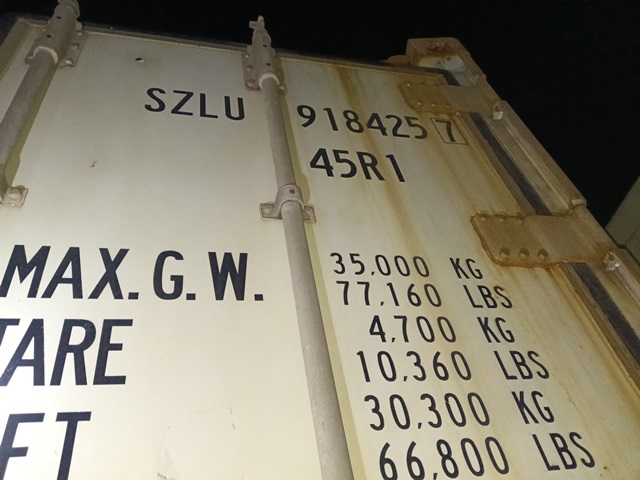 SZLU 918425 7
45R1
MAX. G. W. 35,000 KG
77,160 LBS
TARE 4,700 KG
10,360 LBS
30,300 KG
66,800 LBS